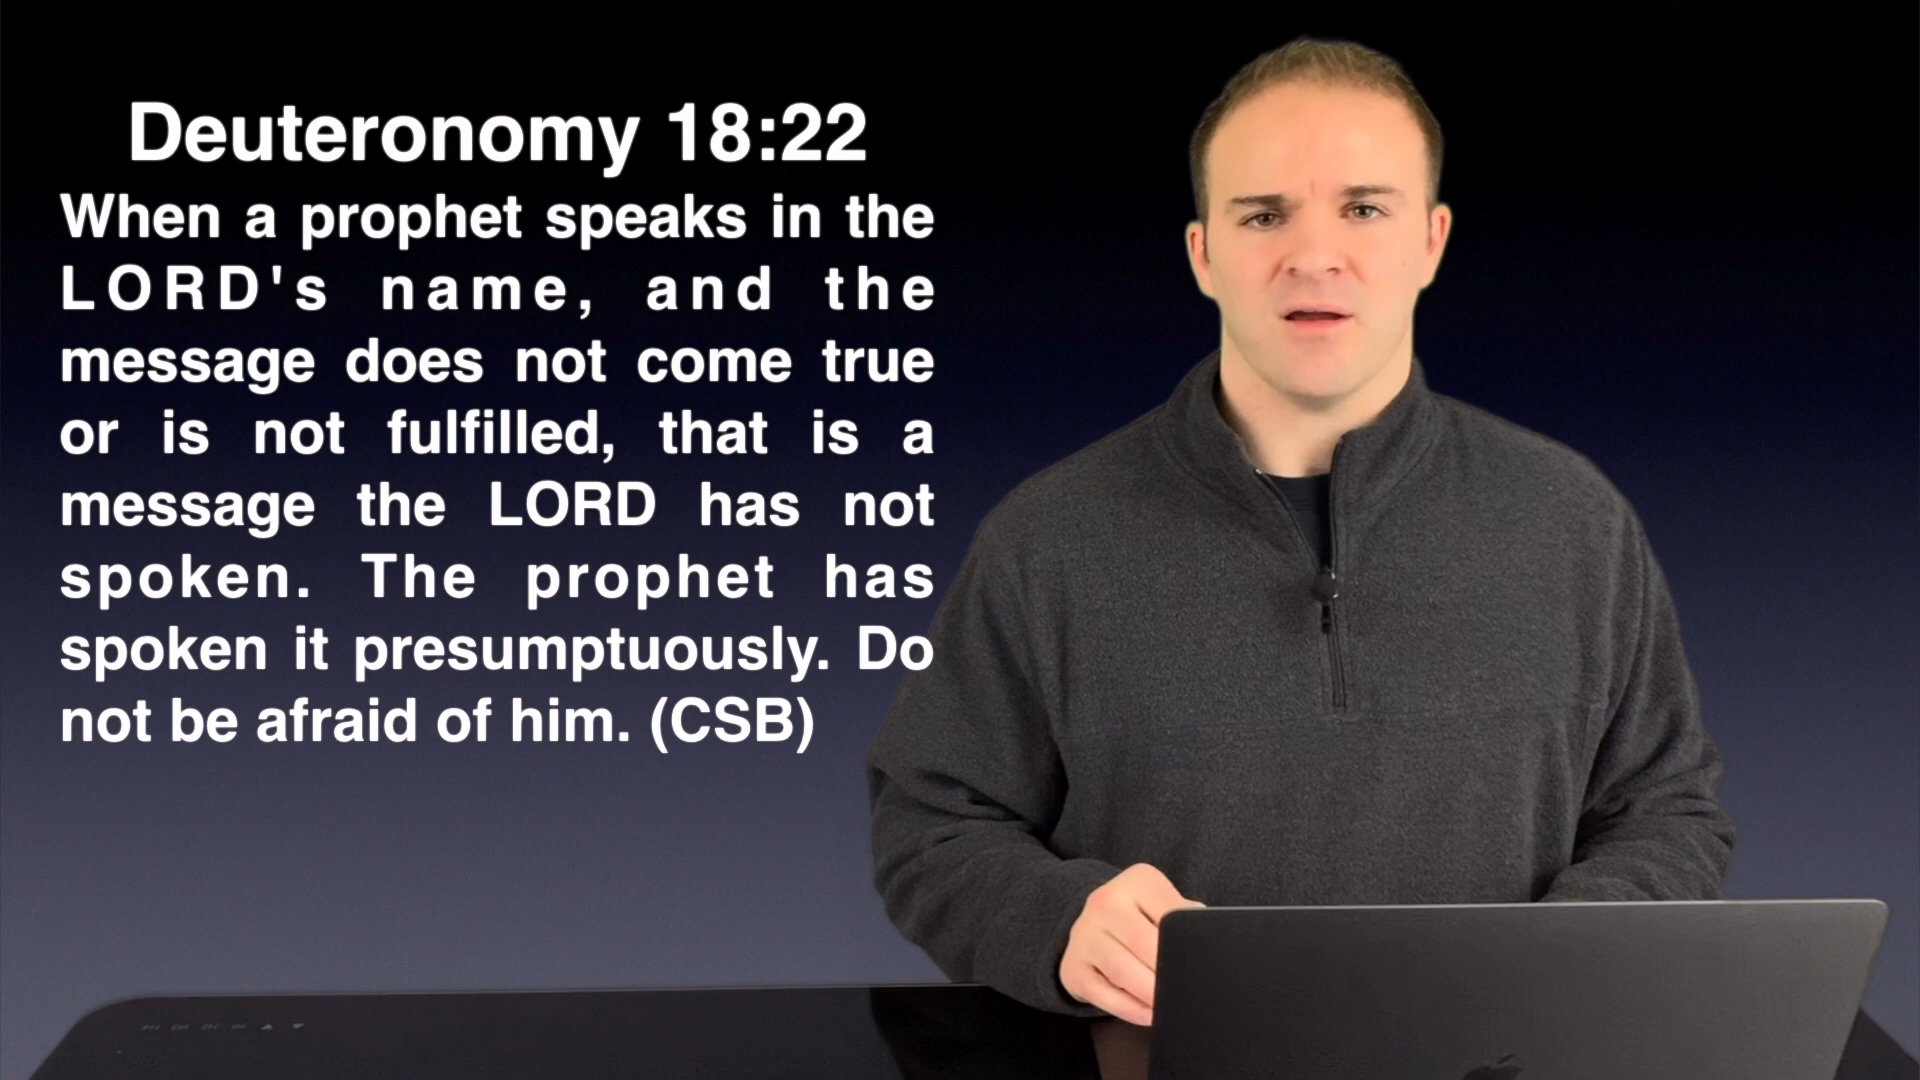 Deuteronomy 18:22
When a prophet speaks in the
LORD's name, and the
message does not come true
or is not fulfilled, that is a
message the LORD has not
spoken. The prophet has
spoken it presumptuously. Do
not be afraid of him. (CSB)